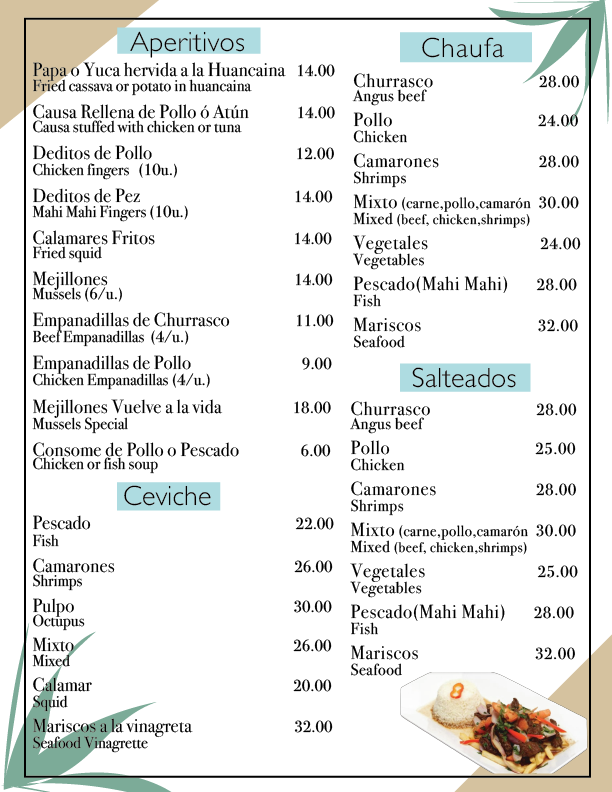 Aperitivos
Papa o Yuca hervida a la Huancaina 14.00
Fried cassava or potato in huancaina
Causa Rellena de Pollo ó Atún 14.00
Causa stuffed with chicken or tuna
Deditos de Pollo 12.00
Chicken fingers (10u.)
Deditos de Pez 14.00
Mahi Mahi Fingers (10u.)
Calamares Fritos 14.00
Fried squid
Mejillones 14.00
Mussels (6/u.)
Empanadillas de Churrasco 11.00
Beef Empanadillas (4/u.)
Empanadillas de Pollo 9.00
Chicken Empanadillas (4/u.)
Mejillones Vuelve a la vida 18.00
Mussels Special
Consome de Pollo o Pescado 6.00
Chicken or fish soup
Ceviche
Pescado 22.00
Fish
Camarones 26.00
Shrimps
Pulpo 30.00
Octupus
Mixto 26.00
Mixed
Calamar 20.00
Squid
Mariscos a la vinagreta 32.00
Seafood Vinagrette
Chaufa
Churrasco 28.00
Angus beef
Pollo 24.00
Chicken
Camarones 28.00
Shrimps
Mixto (carne,pollo,camarón 30.00
Mixed (beef, chicken,shrimps)
Vegetales 24.00
Vegetables
Pescado(Mahi Mahi) 28.00
Fish
Mariscos 32.00
Seafood
Salteados
Churrasco 28.00
Angus beef
Pollo 25.00
Chicken
Camarones 28.00
Shrimps
Mixto (carne,pollo,camarón 30.00
Mixed (beef, chicken,shrimps)
Vegetales 25.00
Vegetables
Pescado(Mahi Mahi) 28.00
Fish
Mariscos 32.00
Seafood